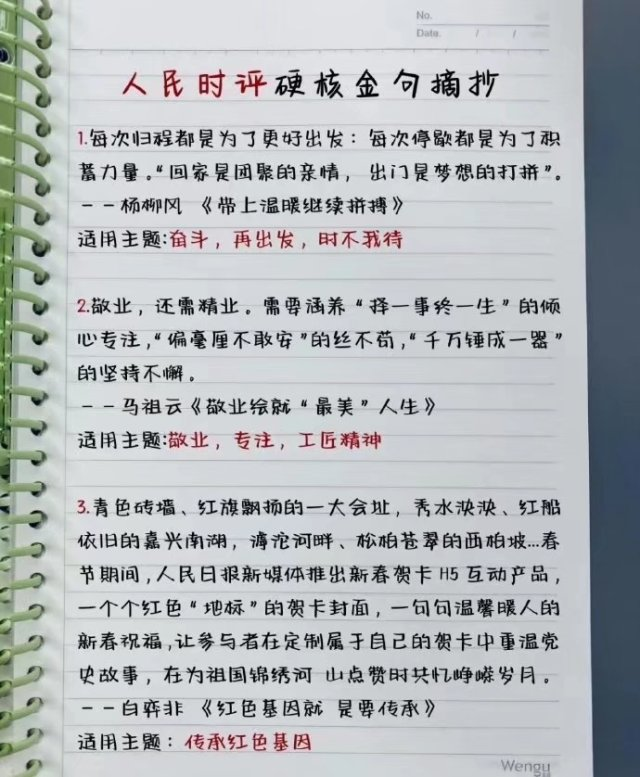 No.
Date. / /
人民时评硬核金句摘抄
1.每次归程都是为了更好出发：每次停歇都是为了积
蓄力量。“回家是团聚的亲情，出门是梦想的打拼”。
--杨柳风 《带上温暖继续拼搏》
适用主题:奋斗，再出发，时不我待
2.敬业，还需精业。需要涵养“择一事终一生”的倾
心专注，“偏毫厘不敢安”的丝不苟，“千万锤成一器”
的坚持不懈。
--马祖云《敬业绘就“最美”人生》
适用主题:敬业，专注，工匠精神
3.青色砖墙、红旗飘扬的一大会址，秀水泱泱、红船
依旧的嘉兴南湖，滹沱河畔、松柏苍翠的西柏坡...春
节期间,人民日报新媒体推出新春贺卡 H5 互动产品，
一个个红色“地标”的贺卡封面，一句句温馨暖人的
新春祝福,让参与者在定制属于自己的贺卡中重温党
史故事，在为祖国锦绣河 山点赞时共忆峥嵘岁月。
--白弈非 《红色基因就 是要传承》
适用主题：传承红色基因
Wengu